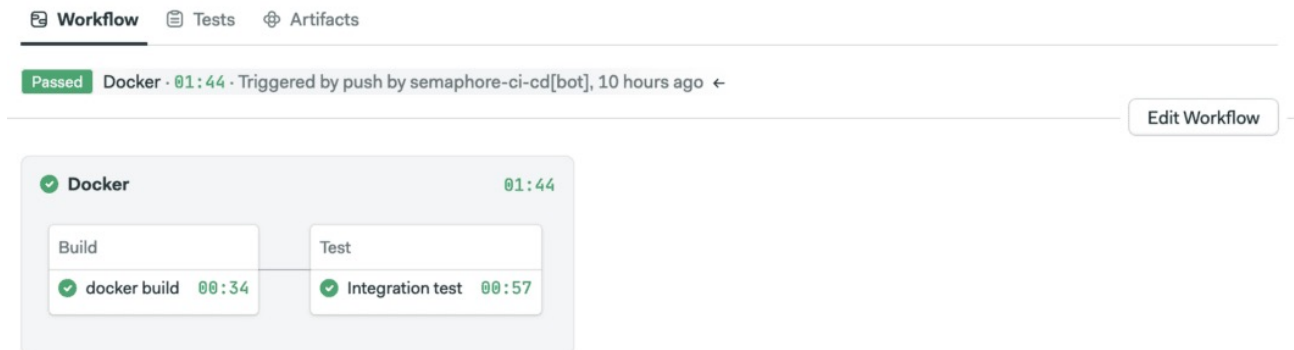 Workflow Tests Artifacts
Passed Docker · 01:44 · Triggered by push by semaphore-ci-cd[bot], 10 hours ago ←
Edit Workflow
Docker 01:44
Build
docker build 00:34
Test
Integration test 00:57